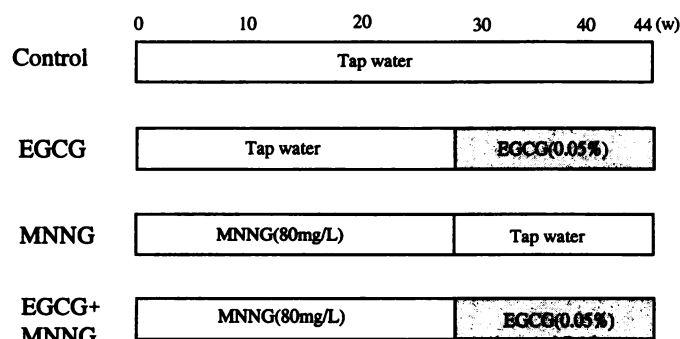 0 10 20 30 40 44 (w)
Control Tap water
EGCG Tap water EGCG(0.05%)
MNNG MNNG(80mg/L) Tap water
EGCG+
MNNG MNNG(80mg/L) EGCG(0.05%)